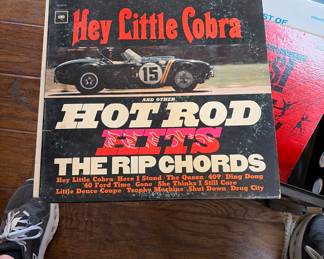 Hey Little Cobra
15
AND OTHER
HOT ROD
HITS
THE RIP CHORDS
Hey Little Cobra Here I Stand The Queen 409 Ding Dong
'40 Ford Time Gone She Thinks I Still Care
Little Deuce Coupe Trophy Machine Shut Down Drag City
ST OF